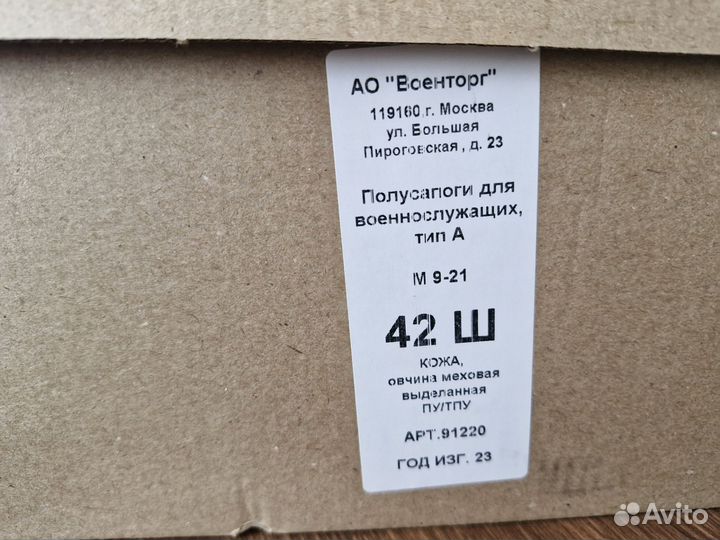 АО "Военторг"
119160,г. Москва
ул. Большая
Пироговская , д. 23
Полусапоги для
военнослужащих,
тип А
М 9-21
42 Ш
КОЖА,
овчина меховая
выделанная
ПУ/ТПУ
АРТ.91220
ГОД ИЗГ. 23
Avito